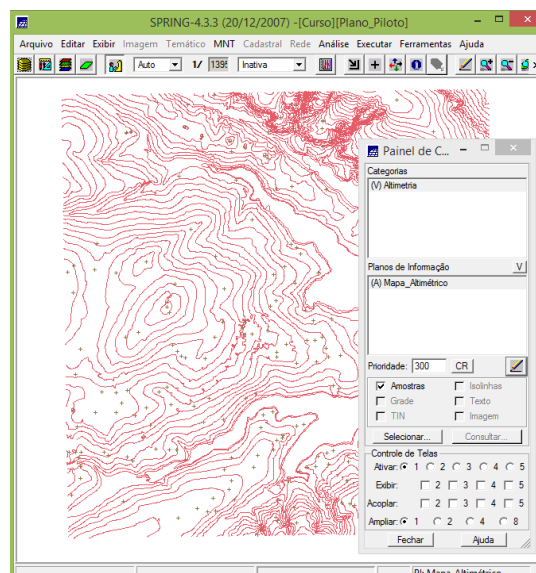 SPRING-4.3.3 (20/12/2007) -[Curso][Plano_Piloto]
Arquivo Editar Exibir Imagem Temático MNT Cadastral Rede Análise Executar Ferramentas Ajuda
Auto 1/ Inativa
Painel de C...
Categorias
(V) Altimetria
Planos de Informação V
(A) Mapa_Altimétrico
Prioridade: 300 CR
Amostras Isolinhas
Grade Texto
TIN Imagem
Selecionar... Consultar...
Controle de Telas
Ativar: 1 2 3 4 5
Exibir: 2 3 4 5
Acoplar: 2 3 4 5
Ampliar: 1 2 4 8
Fechar Ajuda
PI: Mapa_Altimétrico